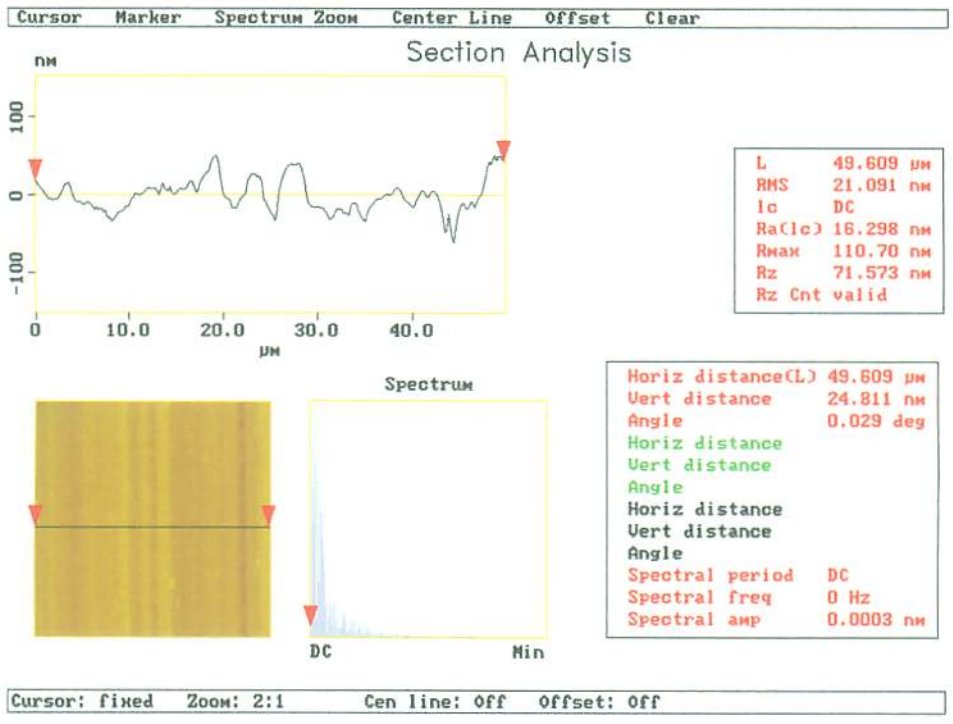 Cursor Marker Spectrum Zoom Center Line Offset Clear
Section Analysis
nM
100
0
-100
0 10.0 20.0 30.0 40.0
µM
L 49.609 µM
RMS 21.091 nM
lc DC
Ra(lc) 16.298 nM
Rmax 110.70 nM
Rz 71.573 nM
Rz Cnt valid
Spectrum
DC Min
Horiz distance(L) 49.609 µM
Vert distance 24.811 nM
Angle 0.029 deg
Horiz distance
Vert distance
Angle
Horiz distance
Vert distance
Angle
Spectral period DC
Spectral freq 0 Hz
Spectral amp 0.0003 nM
Cursor: fixed Zoom: 2:1 Cen line: Off Offset: Off